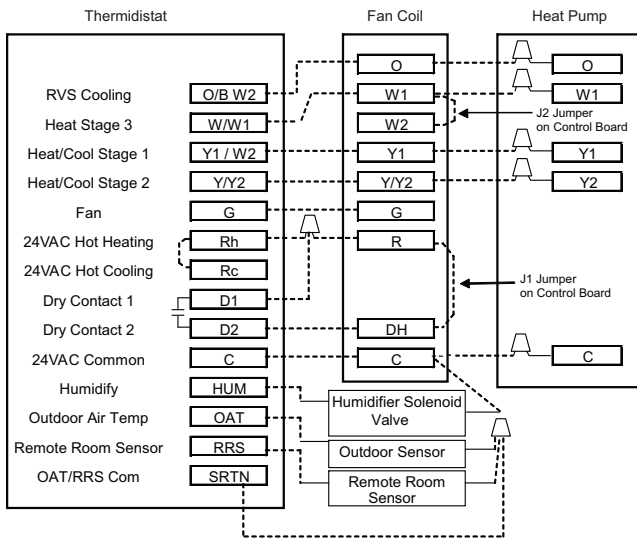 Thermidistat Fan Coil Heat Pump
O O
RVS Cooling O/B W2 W1 W1
J2 Jumper
on Control Board
Heat Stage 3 W/W1 W2
Heat/Cool Stage 1 Y1 / W2 Y1 Y1
Heat/Cool Stage 2 Y/Y2 Y/Y2 Y2
Fan G G
24VAC Hot Heating Rh R
24VAC Hot Cooling Rc
J1 Jumper
on Control Board
Dry Contact 1 D1
Dry Contact 2 D2 DH
24VAC Common C C C
Humidify HUM
Humidifier Solenoid
Valve
Outdoor Air Temp OAT
Outdoor Sensor
Remote Room Sensor RRS
Remote Room
Sensor
OAT/RRS Com SRTN